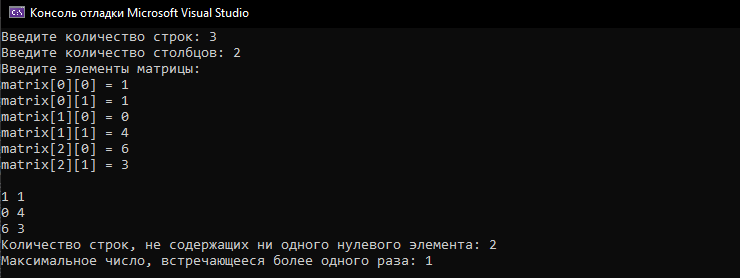 Консоль отладки Microsoft Visual Studio
Введите количество строк: 3
Введите количество столбцов: 2
Введите элементы матрицы:
matrix[0][0] = 1
matrix[0][1] = 1
matrix[1][0] = 0
matrix[1][1] = 4
matrix[2][0] = 6
matrix[2][1] = 3
1 1
0 4
6 3
Количество строк, не содержащих ни одного нулевого элемента: 2
Максимальное число, встречающееся более одного раза: 1